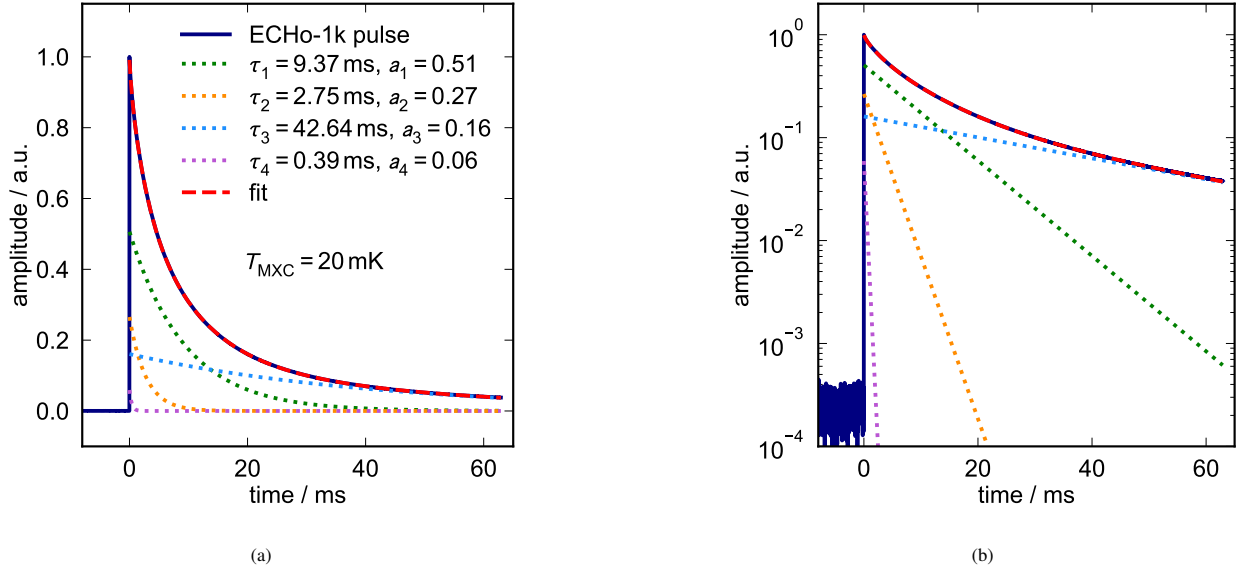 ECHo-1k pulse
τ₁ = 9.37 ms, a₁ = 0.51
τ₂ = 2.75 ms, a₂ = 0.27
τ₃ = 42.64 ms, a₃ = 0.16
τ₄ = 0.39 ms, a₄ = 0.06
fit
T_MXC = 20 mK
amplitude / a.u.
1.0
0.8
0.6
0.4
0.2
0.0
0 20 40 60
time / ms
(a)
amplitude / a.u.
10⁰
10⁻¹
10⁻²
10⁻³
10⁻⁴
0 20 40 60
time / ms
(b)